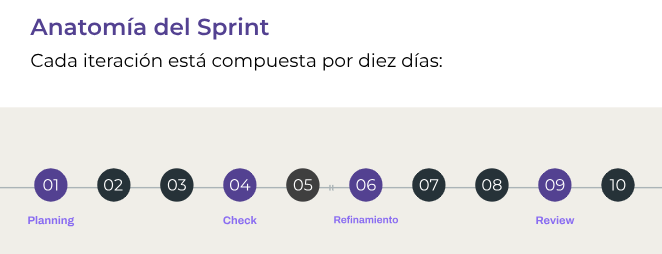 Anatomía del Sprint
Cada iteración está compuesta por diez días:
01 02 03 04 05 06 07 08 09 10
Planning Check Refinamiento Review